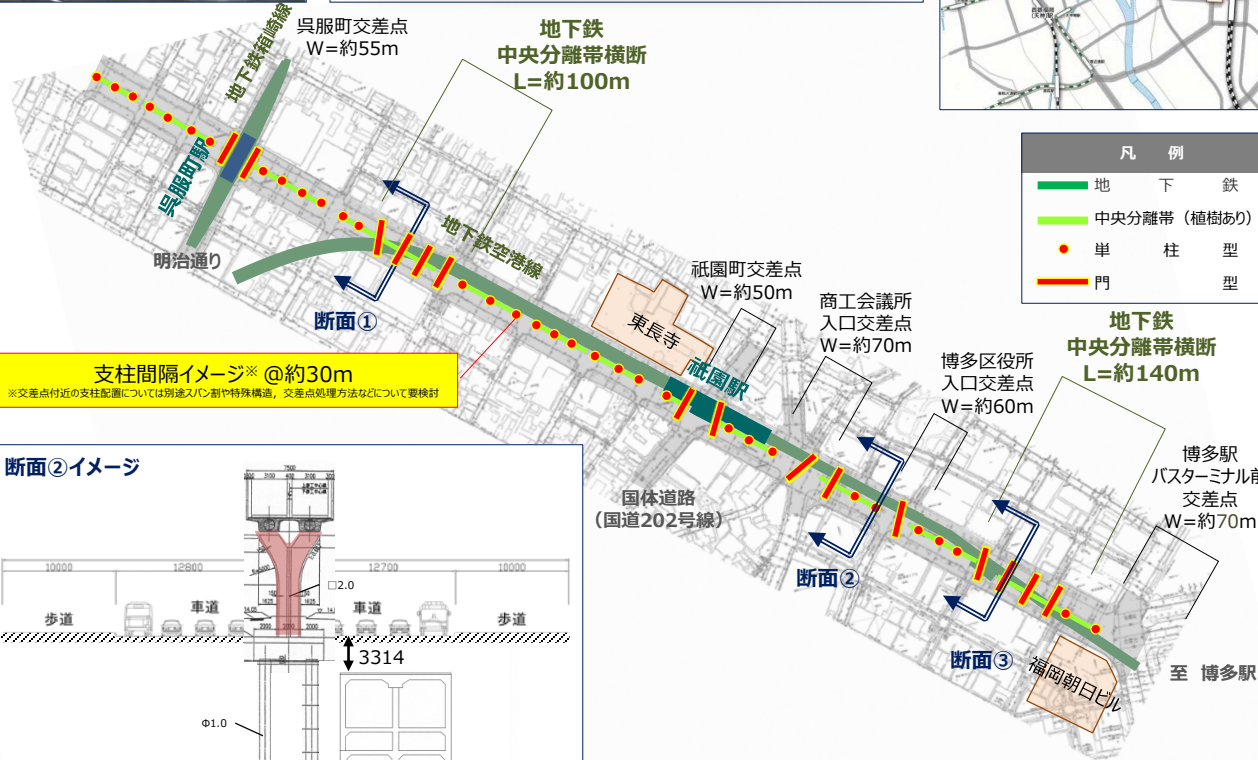 呉服町交差点
W=約55m
地下鉄箱崎線
地下鉄
中央分離帯横断
L=約100m
呉服町駅
明治通り
地下鉄空港線
断面①
凡 例
地 下 鉄
中央分離帯（植樹あり）
単 柱 型
門 型
祇園町交差点
W=約50m
商工会議所
入口交差点
W=約70m
東長寺
祇園駅
地下鉄
中央分離帯横断
L=約140m
博多区役所
入口交差点
W=約60m
博多駅
バスターミナル前
交差点
W=約70m
支柱間隔イメージ※ @約30m
※交差点付近の支柱配置については別途スパン割や特殊構造，交差点処理方法などについて要検討
国体道路
（国道202号線）
断面②
断面③
福岡朝日ビル
至 博多駅
断面②イメージ
7500
3100 400 3100 300
10000 12800 12700 10000
□2.0
歩道 車道 車道 歩道
2000 2000
3314
Φ1.0